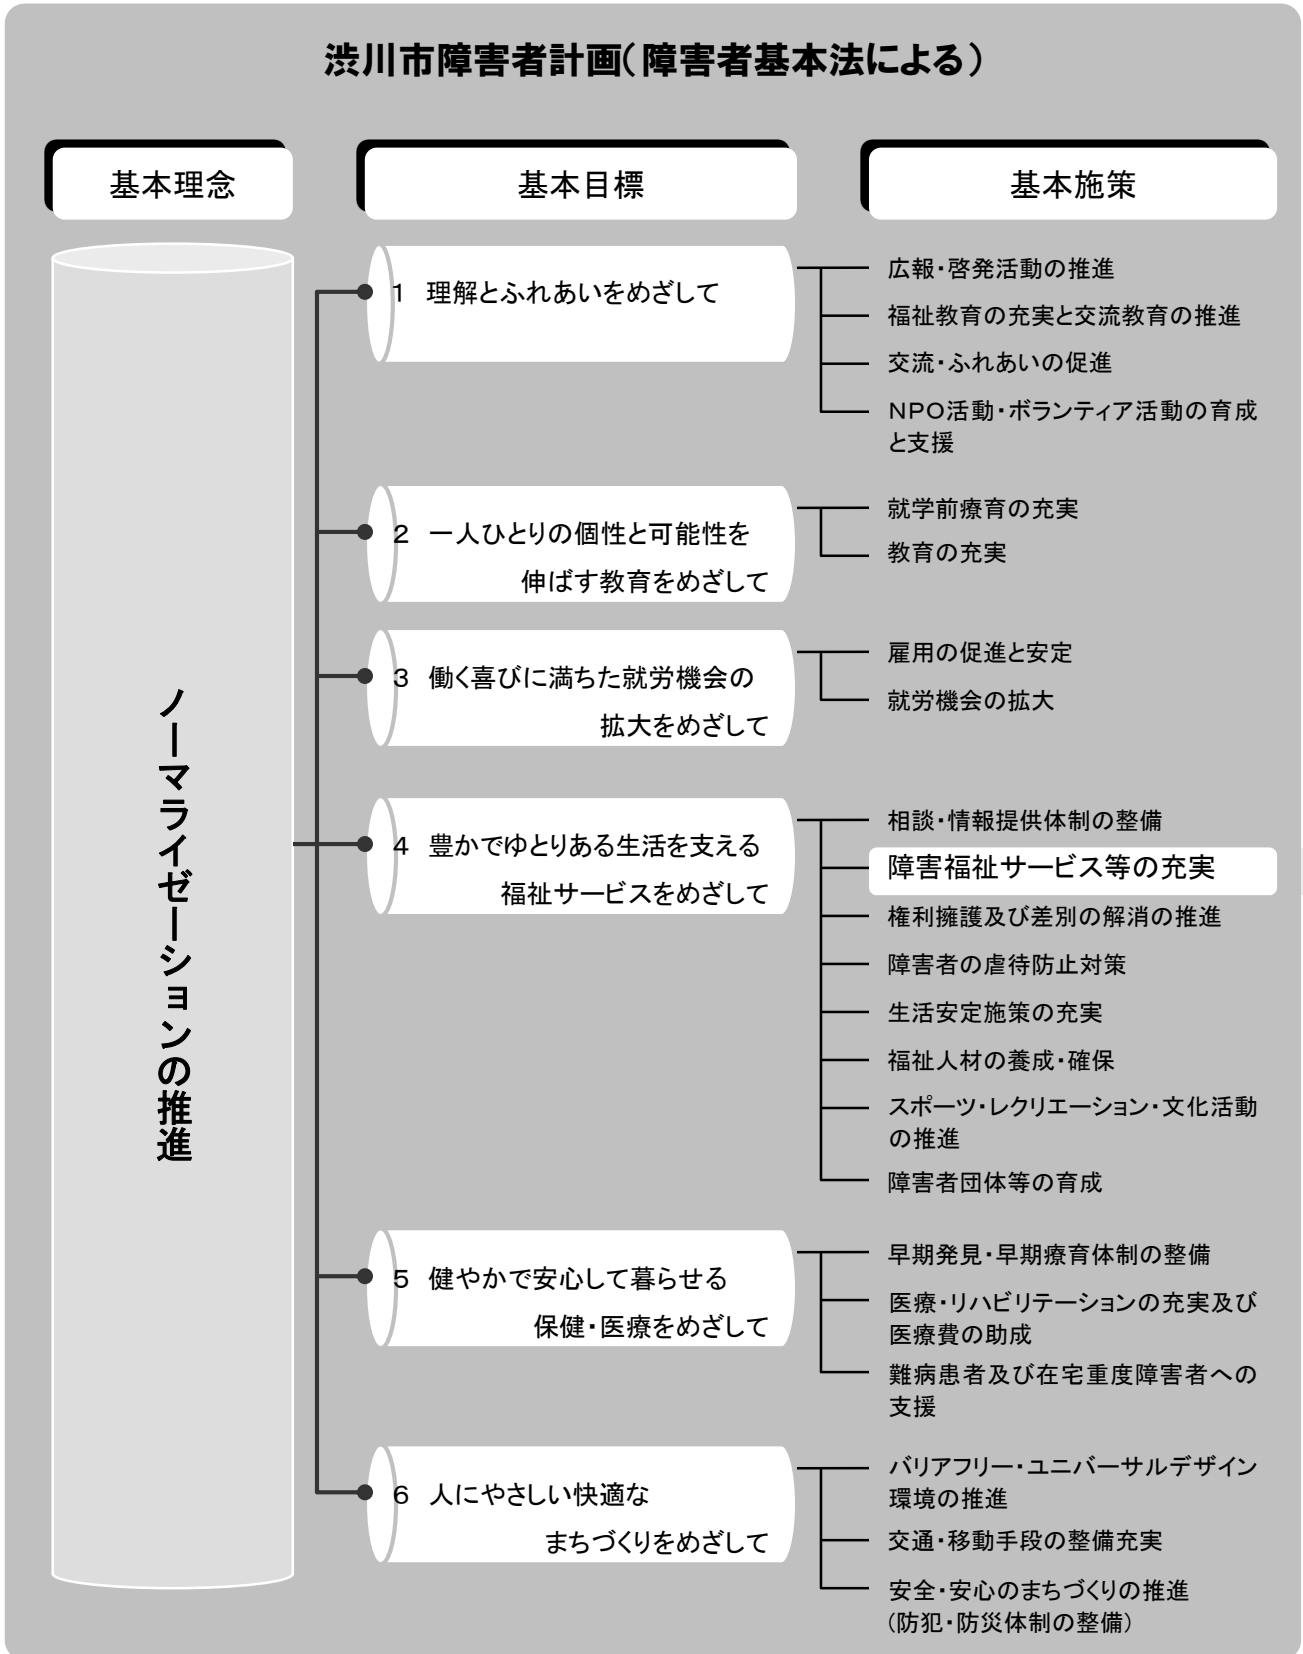 渋川市障害者計画(障害者基本法による)
基本理念
基本目標
基本施策
ノーマライゼーションの推進
1 理解とふれあいをめざして
広報・啓発活動の推進
福祉教育の充実と交流教育の推進
交流・ふれあいの促進
NPO活動・ボランティア活動の育成
と支援
2 一人ひとりの個性と可能性を
伸ばす教育をめざして
就学前療育の充実
教育の充実
3 働く喜びに満ちた就労機会の
拡大をめざして
雇用の促進と安定
就労機会の拡大
4 豊かでゆとりある生活を支える
福祉サービスをめざして
相談・情報提供体制の整備
障害福祉サービス等の充実
権利擁護及び差別の解消の推進
障害者の虐待防止対策
生活安定施策の充実
福祉人材の養成・確保
スポーツ・レクリエーション・文化活動
の推進
障害者団体等の育成
5 健やかで安心して暮らせる
保健・医療をめざして
早期発見・早期療育体制の整備
医療・リハビリテーションの充実及び
医療費の助成
難病患者及び在宅重度障害者への
支援
6 人にやさしい快適な
まちづくりをめざして
バリアフリー・ユニバーサルデザイン
環境の推進
交通・移動手段の整備充実
安全・安心のまちづくりの推進
(防犯・防災体制の整備)